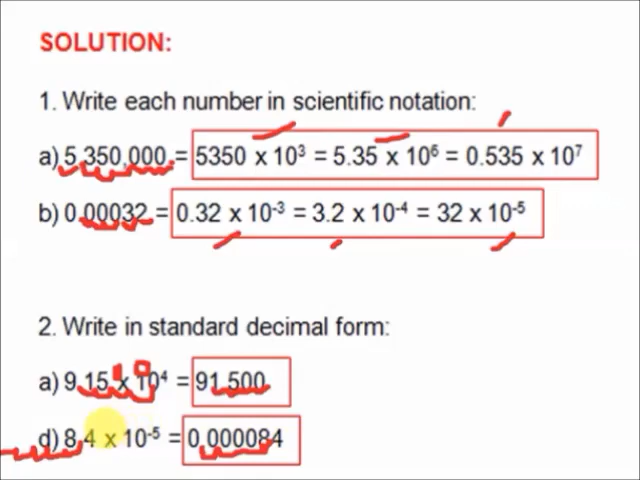 SOLUTION:
1. Write each number in scientific notation:
a) 5,350,000. = 5350 x 10³ = 5.35 x 10⁶ = 0.535 x 10⁷
b) 0.00032 = 0.32 x 10⁻³ = 3.2 x 10⁻⁴ = 32 x 10⁻⁵
2. Write in standard decimal form:
a) 9.15 x 10⁴ = 91,500
d) 8.4 x 10⁻⁵ = 0.000084